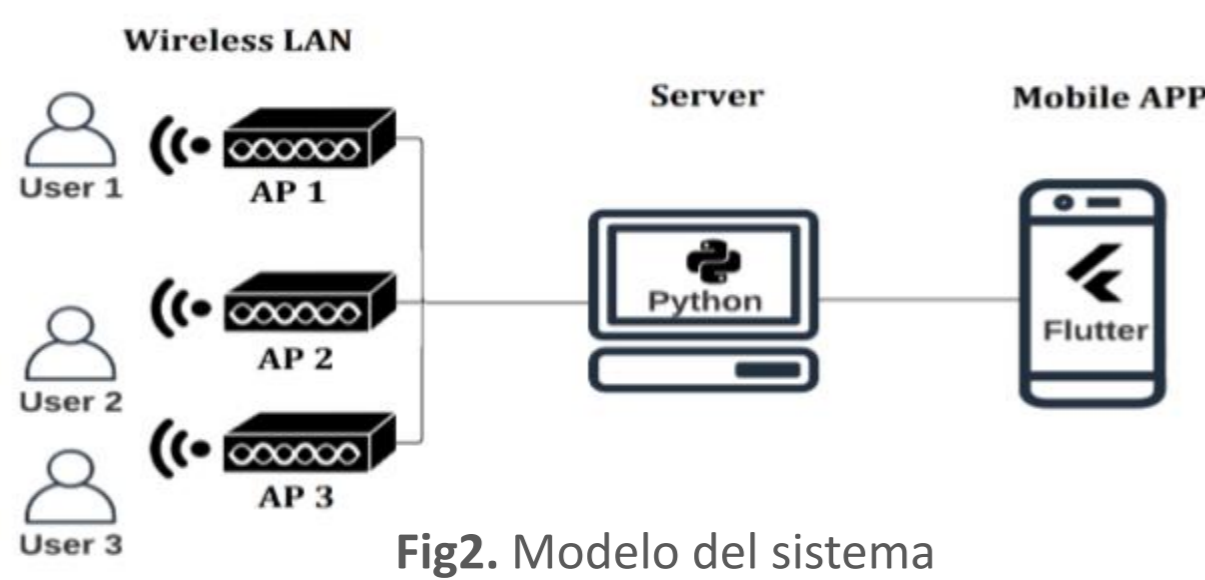 Wireless LAN
Server
Mobile APP
User 1
AP 1
Python
Flutter
User 2
AP 2
User 3
AP 3
Fig2. Modelo del sistema